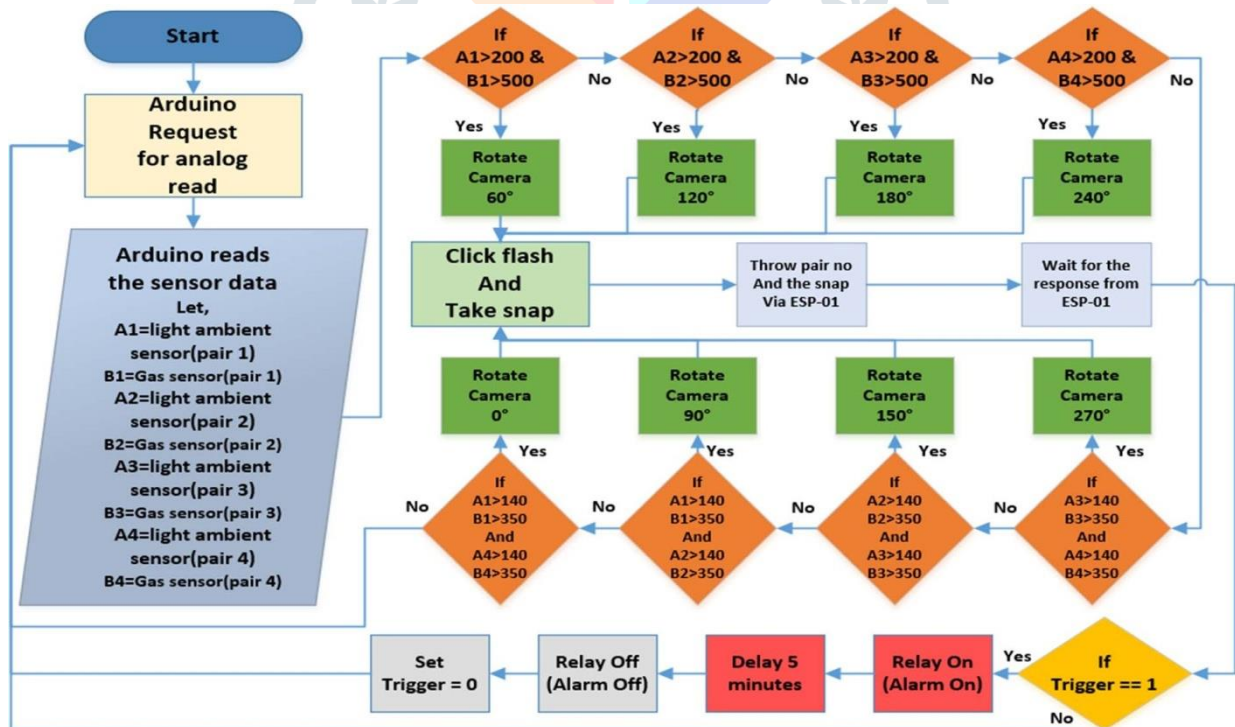 Start
Arduino
Request
for analog
read
Arduino reads
the sensor data
Let,
A1=light ambient
sensor(pair 1)
B1=Gas sensor(pair 1)
A2=light ambient
sensor(pair 2)
B2=Gas sensor(pair 2)
A3=light ambient
sensor(pair 3)
B3=Gas sensor(pair 3)
A4=light ambient
sensor(pair 4)
B4=Gas sensor(pair 4)
If
A1>200 &
B1>500
No
Yes
If
A2>200 &
B2>500
No
Yes
If
A3>200 &
B3>500
No
Yes
If
A4>200 &
B4>500
No
Yes
Rotate
Camera
60°
Rotate
Camera
120°
Rotate
Camera
180°
Rotate
Camera
240°
Click flash
And
Take snap
Throw pair no
And the snap
Via ESP-01
Wait for the
response from
ESP-01
Rotate
Camera
0°
Rotate
Camera
90°
Rotate
Camera
150°
Rotate
Camera
270°
Yes
Yes
Yes
Yes
No
If
A1>140
B1>350
And
A4>140
B4>350
No
If
A1>140
B1>350
And
A2>140
B2>350
No
If
A2>140
B2>350
And
A3>140
B3>350
No
If
A3>140
B3>350
And
A4>140
B4>350
Set
Trigger = 0
Relay Off
(Alarm Off)
Delay 5
minutes
Relay On
(Alarm On)
Yes
If
Trigger == 1
No